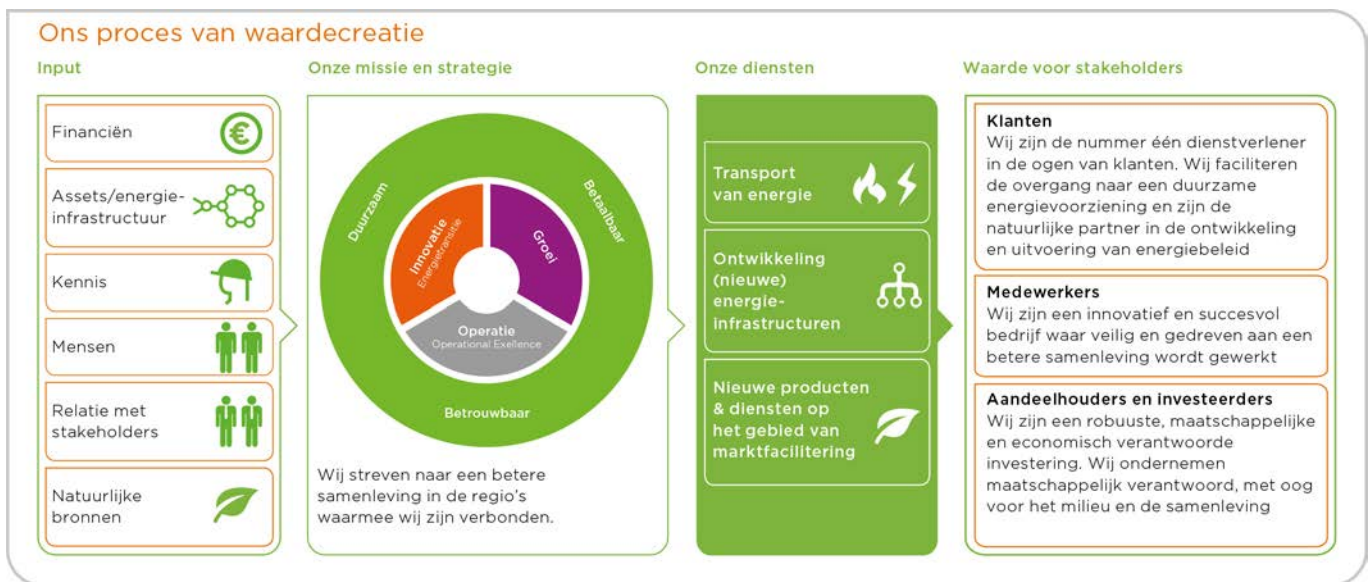 Ons proces van waardecreatie
Input
Financiën
Assets/energie-
infrastructuur
Kennis
Mensen
Relatie met
stakeholders
Natuurlijke
bronnen
Onze missie en strategie
Duurzaam
Betaalbaar
Innovatie
Energietransitie
Groei
Operatie
Operational Exellence
Betrouwbaar
Wij streven naar een betere
samenleving in de regio's
waarmee wij zijn verbonden.
Onze diensten
Transport
van energie
Ontwikkeling
(nieuwe)
energie-
infrastructuren
Nieuwe producten
& diensten op
het gebied van
marktfacilitering
Waarde voor stakeholders
Klanten
Wij zijn de nummer één dienstverlener
in de ogen van klanten. Wij faciliteren
de overgang naar een duurzame
energievoorziening en zijn de
natuurlijke partner in de ontwikkeling
en uitvoering van energiebeleid
Medewerkers
Wij zijn een innovatief en succesvol
bedrijf waar veilig en gedreven aan een
betere samenleving wordt gewerkt
Aandeelhouders en investeerders
Wij zijn een robuuste, maatschappelijke
en economisch verantwoorde
investering. Wij ondernemen
maatschappelijk verantwoord, met oog
voor het milieu en de samenleving